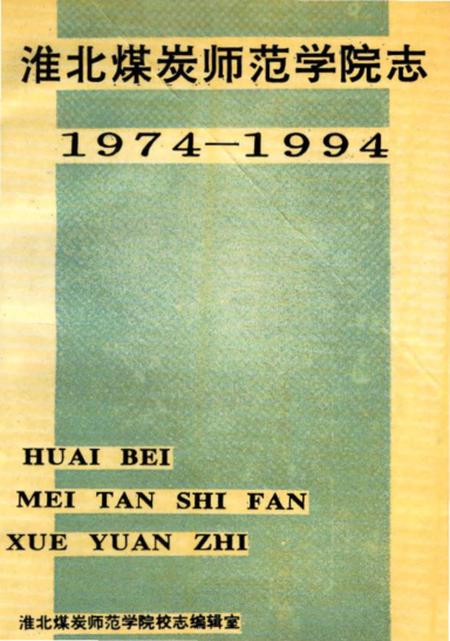 淮北煤炭师范学院志
1974—1994
HUAI BEI
MEI TAN SHI FAN
XUE YUAN ZHI
淮北煤炭师范学院校志编辑室